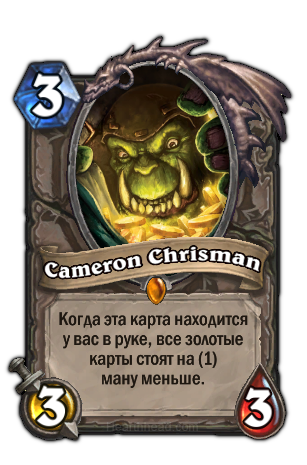 3
Cameron Chrisman
Когда эта карта находится
у вас в руке, все золотые
карты стоят на (1)
ману меньше.
3
3